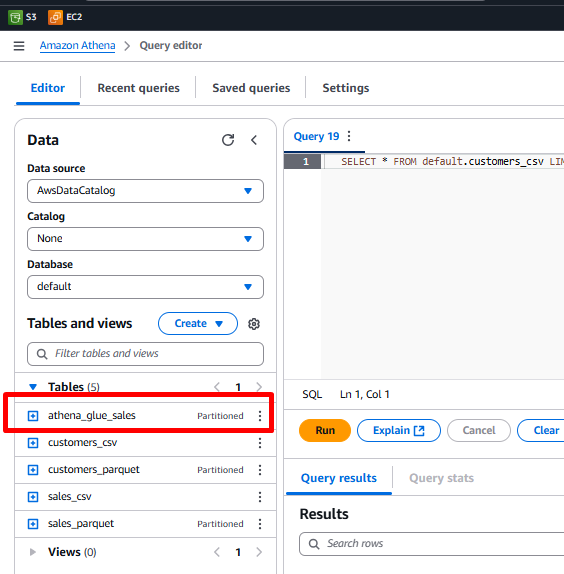 S3 EC2
Amazon Athena Query editor
Editor Recent queries Saved queries Settings
Data
Data source
AwsDataCatalog
Catalog
None
Database
default
Tables and views Create
Filter tables and views
Tables (5) 1
athena_glue_sales Partitioned
customers_csv
customers_parquet Partitioned
sales_csv
sales_parquet Partitioned
Views (0) 1
Query 19
1 SELECT * FROM default.customers_csv LIM
SQL Ln 1, Col 1
Run Explain Cancel Clear
Query results Query stats
Results
Search rows